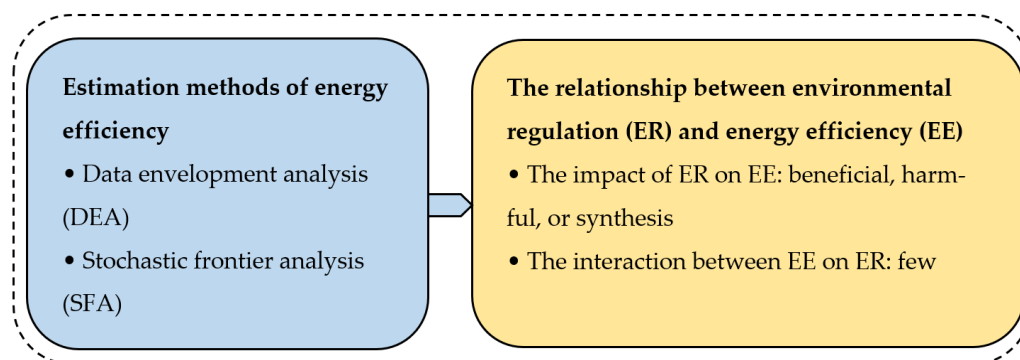 Estimation methods of energy
efficiency
• Data envelopment analysis
(DEA)
• Stochastic frontier analysis
(SFA)
The relationship between environmental
regulation (ER) and energy efficiency (EE)
• The impact of ER on EE: beneficial, harm-
ful, or synthesis
• The interaction between EE on ER: few